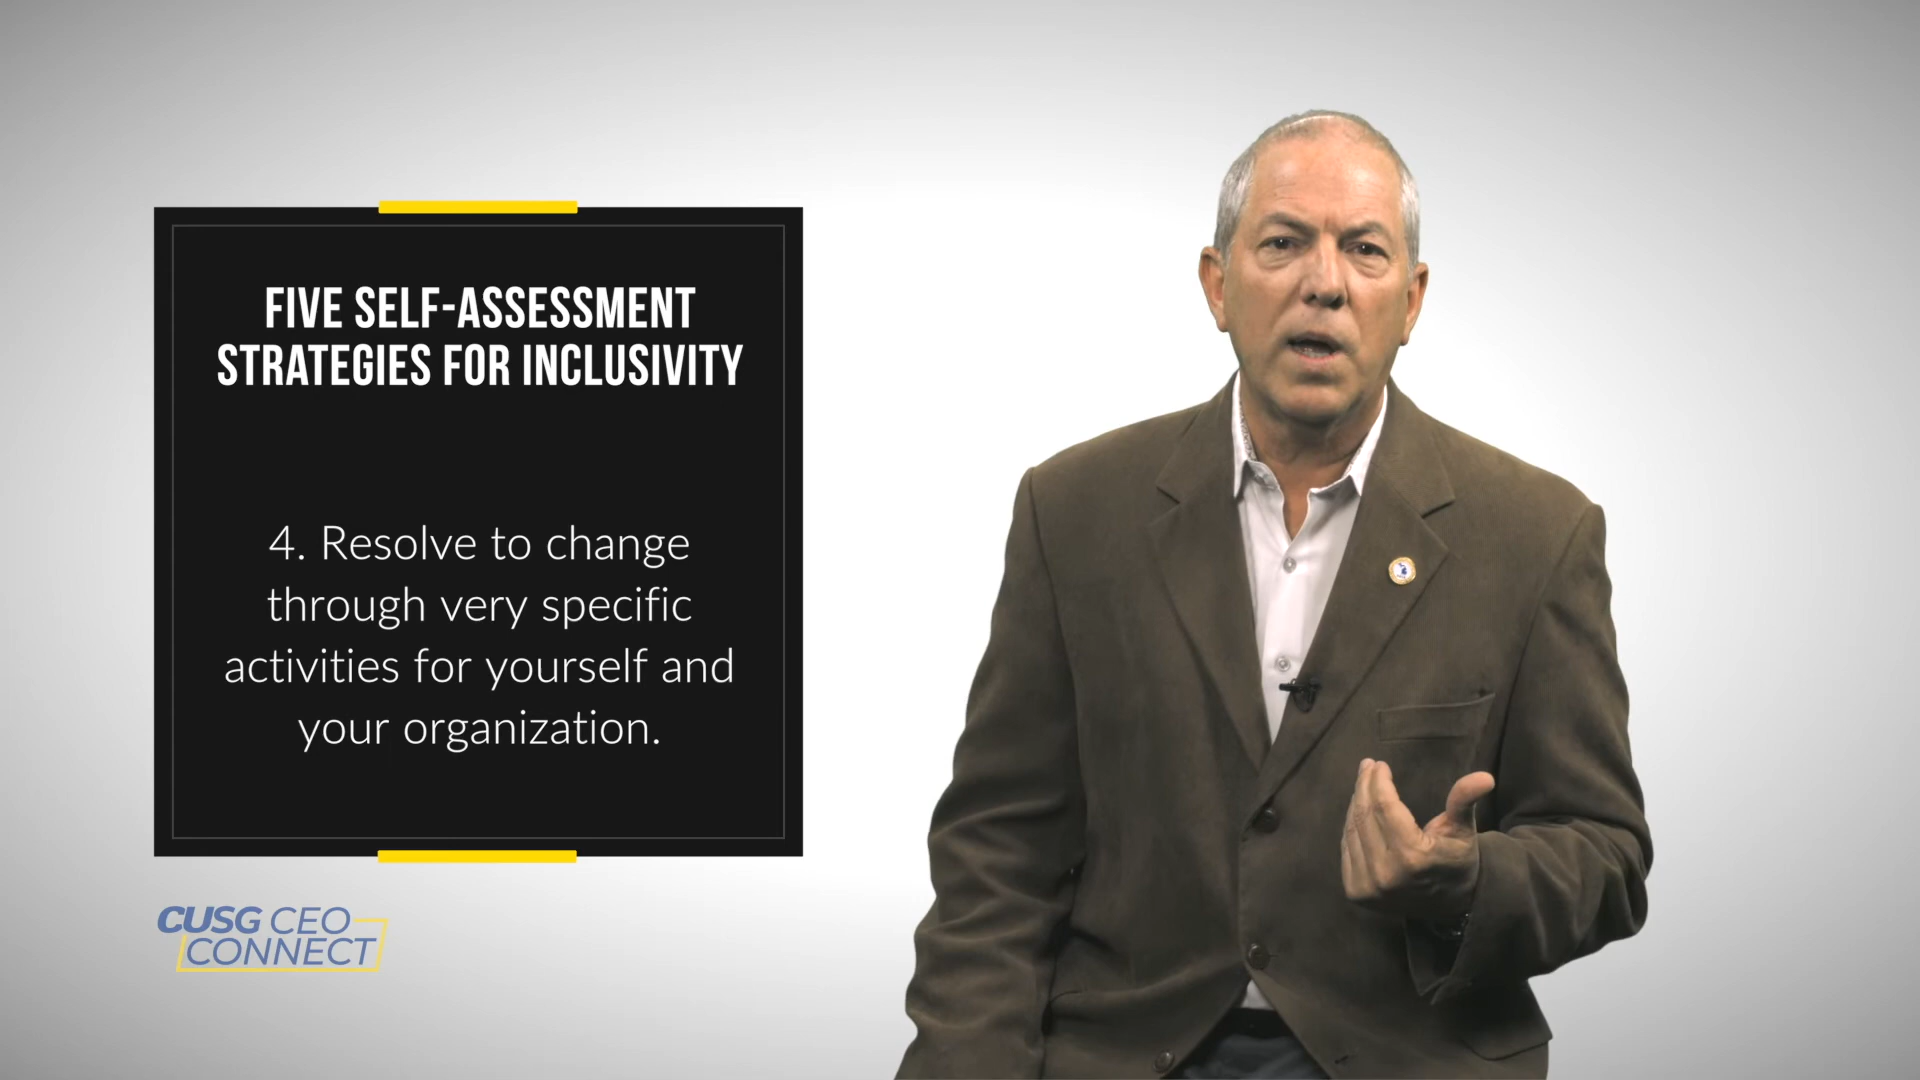 FIVE SELF-ASSESSMENT
STRATEGIES FOR INCLUSIVITY
4. Resolve to change
through very specific
activities for yourself and
your organization.
CUSG CEO
CONNECT